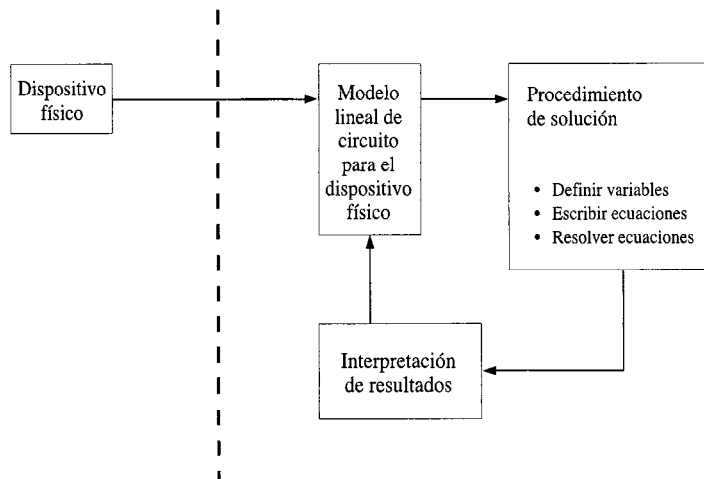 Dispositivo
físico
Modelo
lineal de
circuito
para el
dispositivo
físico
Procedimiento
de solución
• Definir variables
• Escribir ecuaciones
• Resolver ecuaciones
Interpretación
de resultados